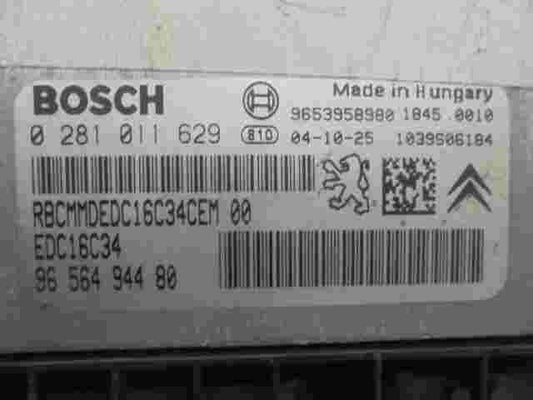 BOSCH
Made in Hungary
9653958980 1845 0010
0 281 011 629 810 04-10-25 1039S06184
RBCMMDEDC16C34CEM 00
EDC16C34
96 564 944 80